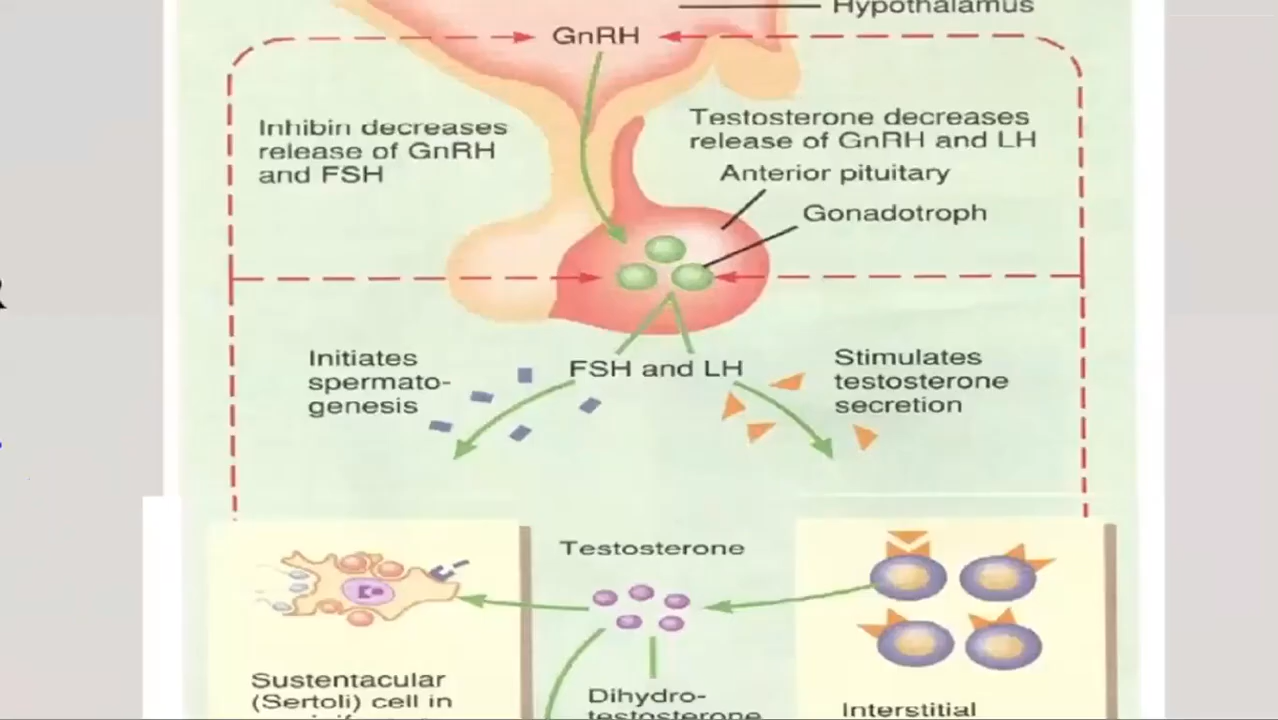 Hypothalamus
GnRH
Inhibin decreases
release of GnRH
and FSH
Testosterone decreases
release of GnRH and LH
Anterior pituitary
Gonadotroph
Initiates
spermato-
genesis
FSH and LH
Stimulates
testosterone
secretion
Testosterone
Sustentacular
(Sertoli) cell in
Dihydro-
testosterone
Interstitial